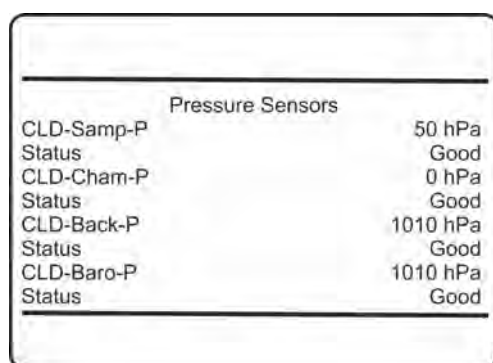 Pressure Sensors
CLD-Samp-P 50 hPa
Status Good
CLD-Cham-P 0 hPa
Status Good
CLD-Back-P 1010 hPa
Status Good
CLD-Baro-P 1010 hPa
Status Good